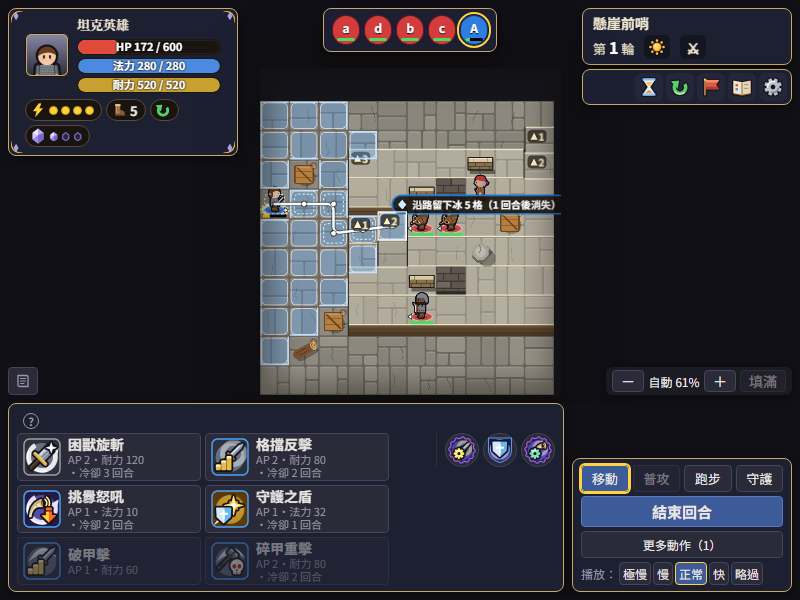 坦克英雄
HP 172 / 600
法力 280 / 280
耐力 520 / 520
5
a
d
b
c
A
懸崖前哨
第 1 輪
▲1
▲2
▲3
沿路留下冰 5 格（1 回合後消失）
▲1
▲2
自動 61%
填滿
?
困獸旋斬
AP 2・耐力 120
・冷卻 3 回合
格擋反擊
AP 2・耐力 80
・冷卻 2 回合
挑釁怒吼
AP 1・法力 10
・冷卻 2 回合
守護之盾
AP 1・法力 32
・冷卻 1 回合
破甲擊
AP 1・耐力 60
碎甲重擊
AP 2・耐力 80
・冷卻 2 回合
移動
普攻
跑步
守護
結束回合
更多動作（1）
播放：
極慢
慢
正常
快
略過